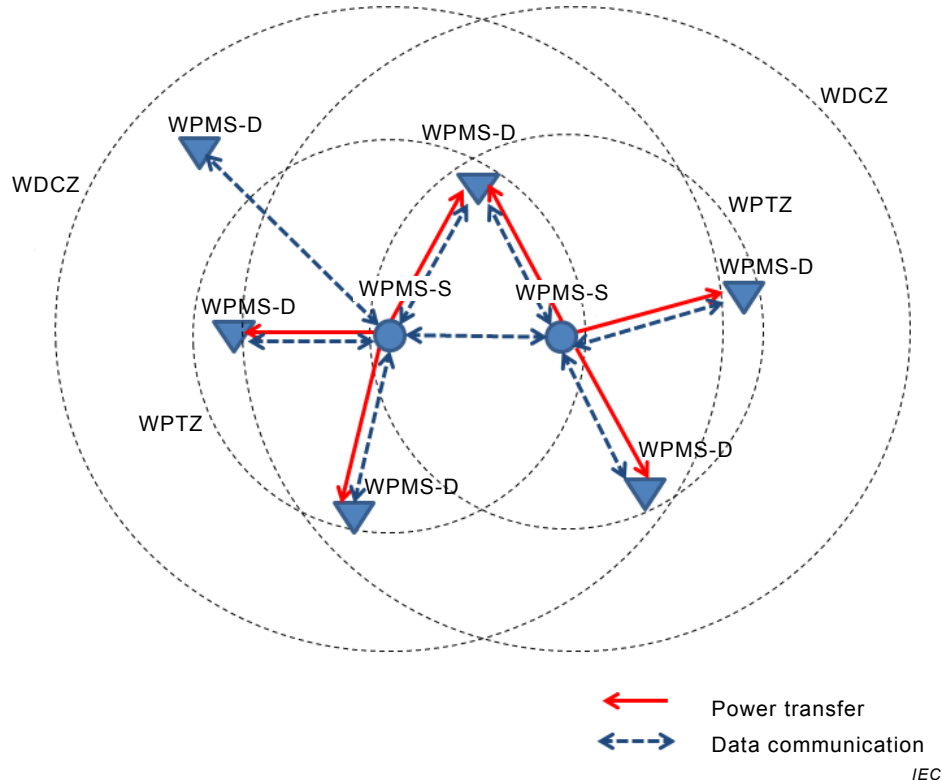 WDCZ
WPMS-D
WPMS-D
WDCZ
WPTZ
WPMS-D
WPMS-S
WPMS-S
WPMS-D
WPTZ
WPMS-D
WPMS-D
Power transfer
Data communication
IEC